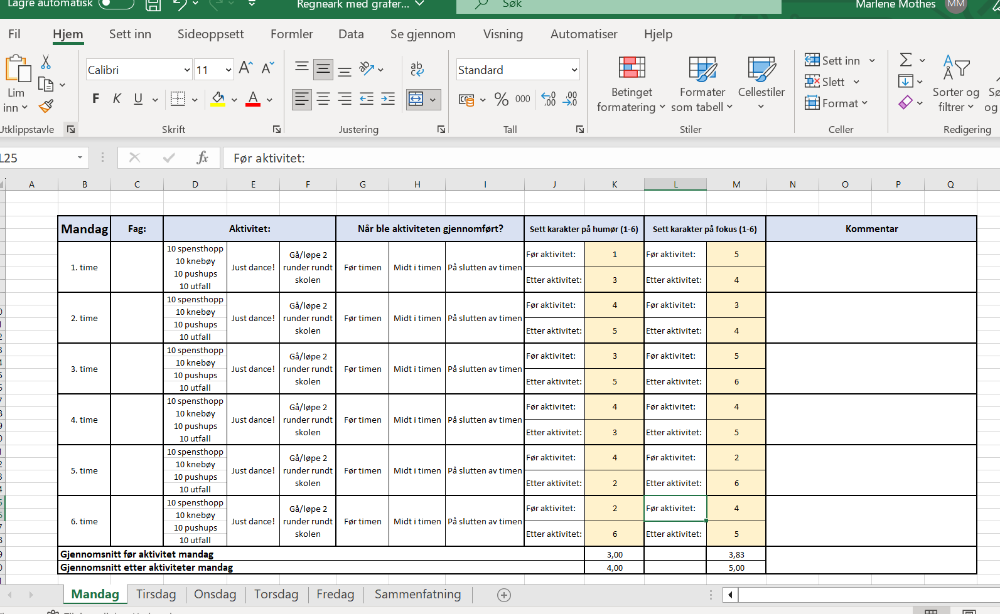 Lagre automatisk Regneark med grafer... Søk Marlene Mothes MM
Fil Hjem Sett inn Sideoppsett Formler Data Se gjennom Visning Automatiser Hjelp
Lim inn
Calibri 11
F K U
ab
Standard
% 000
Betinget formatering
Formater som tabell
Cellestiler
Sett inn
Slett
Format
Sorter og filtrer
Utklippstavle Skrift Justering Tall Stiler Celler Redigering
L25 fx Før aktivitet:
A B C D E F G H I J K L M N O P Q
Mandag Fag: Aktivitet: Når ble aktiviteten gjennomført? Sett karakter på humør (1-6) Sett karakter på fokus (1-6) Kommentar
1. time
10 spensthopp
10 knebøy
10 pushups
10 utfall
Just dance!
Gå/løpe 2
runder rundt
skolen
Før timen Midt i timen På slutten av timen
Før aktivitet: 1 Før aktivitet: 5
Etter aktivitet: 3 Etter aktivitet: 4
2. time
10 spensthopp
10 knebøy
10 pushups
10 utfall
Just dance!
Gå/løpe 2
runder rundt
skolen
Før timen Midt i timen På slutten av timen
Før aktivitet: 4 Før aktivitet: 3
Etter aktivitet: 5 Etter aktivitet: 4
3. time
10 spensthopp
10 knebøy
10 pushups
10 utfall
Just dance!
Gå/løpe 2
runder rundt
skolen
Før timen Midt i timen På slutten av timen
Før aktivitet: 3 Før aktivitet: 5
Etter aktivitet: 5 Etter aktivitet: 6
4. time
10 spensthopp
10 knebøy
10 pushups
10 utfall
Just dance!
Gå/løpe 2
runder rundt
skolen
Før timen Midt i timen På slutten av timen
Før aktivitet: 4 Før aktivitet: 4
Etter aktivitet: 3 Etter aktivitet: 5
5. time
10 spensthopp
10 knebøy
10 pushups
10 utfall
Just dance!
Gå/løpe 2
runder rundt
skolen
Før timen Midt i timen På slutten av timen
Før aktivitet: 4 Før aktivitet: 2
Etter aktivitet: 2 Etter aktivitet: 6
6. time
10 spensthopp
10 knebøy
10 pushups
10 utfall
Just dance!
Gå/løpe 2
runder rundt
skolen
Før timen Midt i timen På slutten av timen
Før aktivitet: 2 Før aktivitet: 4
Etter aktivitet: 6 Etter aktivitet: 5
Gjennomsnitt før aktivitet mandag 3,00 3,83
Gjennomsnitt etter aktiviteter mandag 4,00 5,00
Mandag Tirsdag Onsdag Torsdag Fredag Sammenfatning